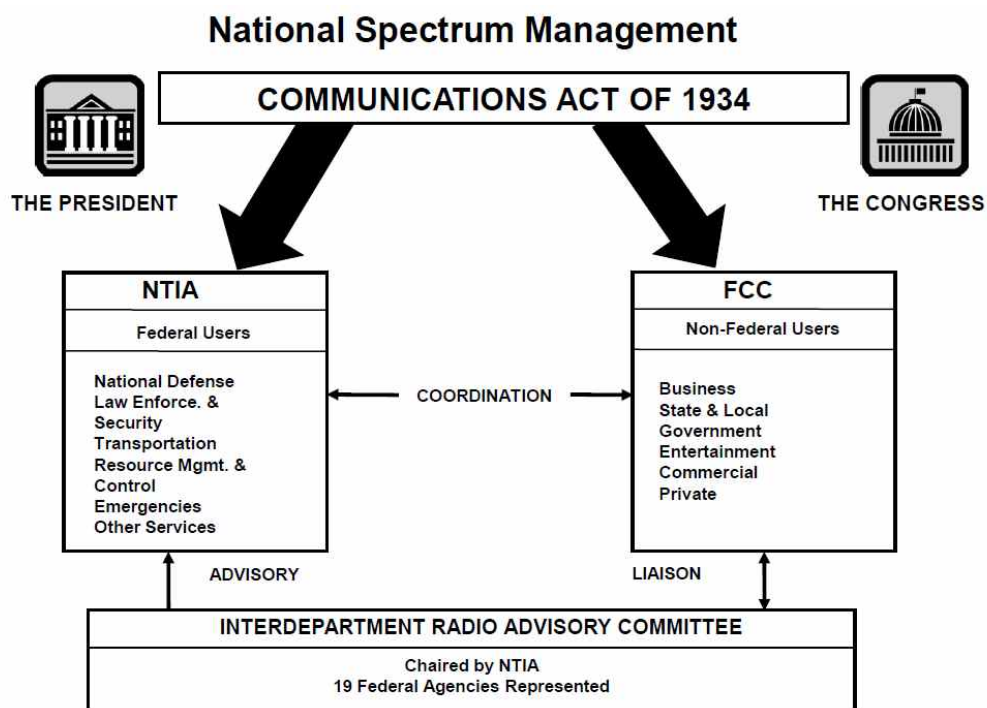 National Spectrum Management
COMMUNICATIONS ACT OF 1934
THE PRESIDENT
THE CONGRESS
NTIA
Federal Users
National Defense
Law Enforce. &
Security
Transportation
Resource Mgmt. &
Control
Emergencies
Other Services
COORDINATION
FCC
Non-Federal Users
Business
State & Local
Government
Entertainment
Commercial
Private
ADVISORY
LIAISON
INTERDEPARTMENT RADIO ADVISORY COMMITTEE
Chaired by NTIA
19 Federal Agencies Represented